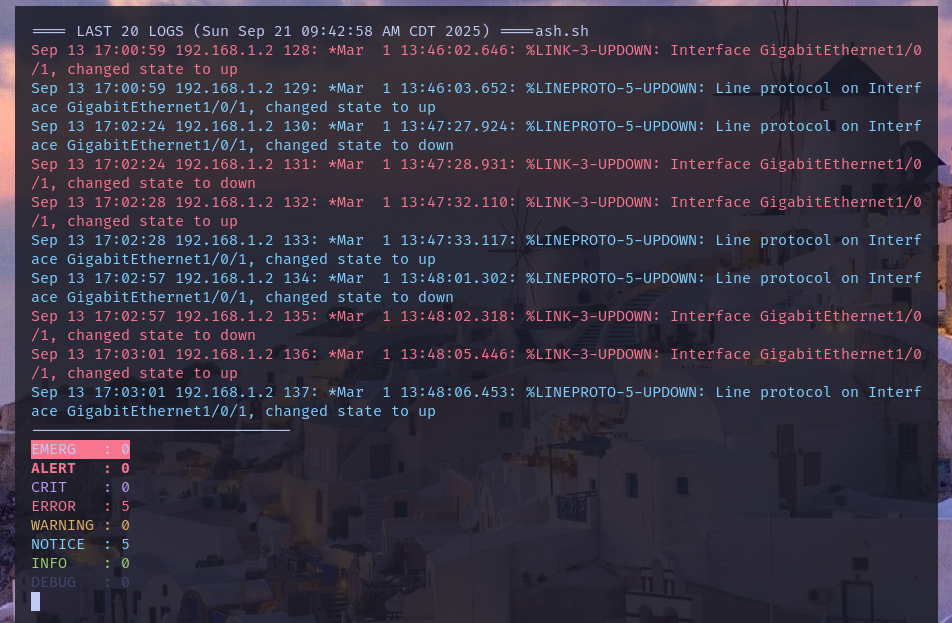 ════ LAST 20 LOGS (Sun Sep 21 09:42:58 AM CDT 2025) ════ash.sh
Sep 13 17:00:59 192.168.1.2 128: *Mar  1 13:46:02.646: %LINK-3-UPDOWN: Interface GigabitEthernet1/0
/1, changed state to up
Sep 13 17:00:59 192.168.1.2 129: *Mar  1 13:46:03.652: %LINEPROTO-5-UPDOWN: Line protocol on Interf
ace GigabitEthernet1/0/1, changed state to up
Sep 13 17:02:24 192.168.1.2 130: *Mar  1 13:47:27.924: %LINEPROTO-5-UPDOWN: Line protocol on Interf
ace GigabitEthernet1/0/1, changed state to down
Sep 13 17:02:24 192.168.1.2 131: *Mar  1 13:47:28.931: %LINK-3-UPDOWN: Interface GigabitEthernet1/0
/1, changed state to down
Sep 13 17:02:28 192.168.1.2 132: *Mar  1 13:47:32.110: %LINK-3-UPDOWN: Interface GigabitEthernet1/0
/1, changed state to up
Sep 13 17:02:28 192.168.1.2 133: *Mar  1 13:47:33.117: %LINEPROTO-5-UPDOWN: Line protocol on Interf
ace GigabitEthernet1/0/1, changed state to up
Sep 13 17:02:57 192.168.1.2 134: *Mar  1 13:48:01.302: %LINEPROTO-5-UPDOWN: Line protocol on Interf
ace GigabitEthernet1/0/1, changed state to down
Sep 13 17:02:57 192.168.1.2 135: *Mar  1 13:48:02.318: %LINK-3-UPDOWN: Interface GigabitEthernet1/0
/1, changed state to down
Sep 13 17:03:01 192.168.1.2 136: *Mar  1 13:48:05.446: %LINK-3-UPDOWN: Interface GigabitEthernet1/0
/1, changed state to up
Sep 13 17:03:01 192.168.1.2 137: *Mar  1 13:48:06.453: %LINEPROTO-5-UPDOWN: Line protocol on Interf
ace GigabitEthernet1/0/1, changed state to up
EMERG   : 0
ALERT   : 0
CRIT    : 0
ERROR   : 5
WARNING : 0
NOTICE  : 5
INFO    : 0
DEBUG   : 0